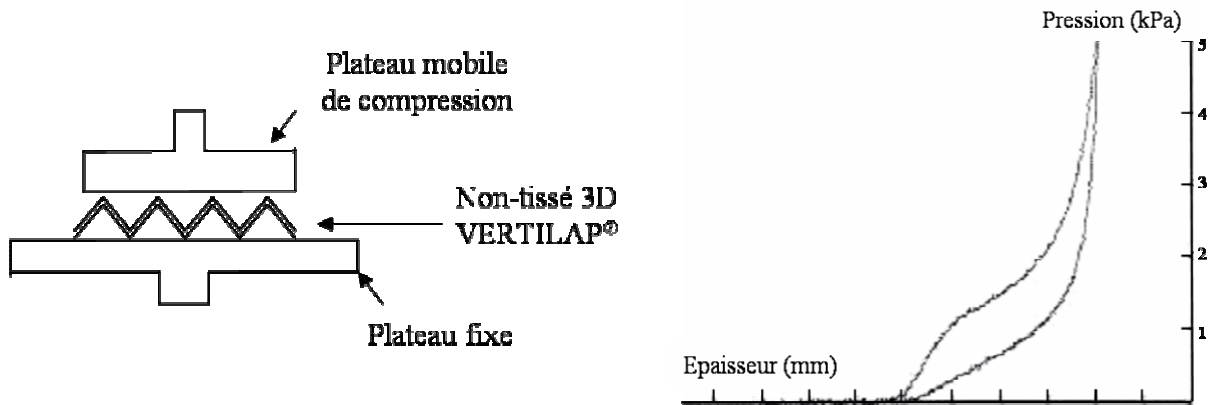 Plateau mobile
de compression
Non-tissé 3D
VERTILAP®
Plateau fixe
Pression (kPa)
5
4
3
2
1
Epaisseur (mm)